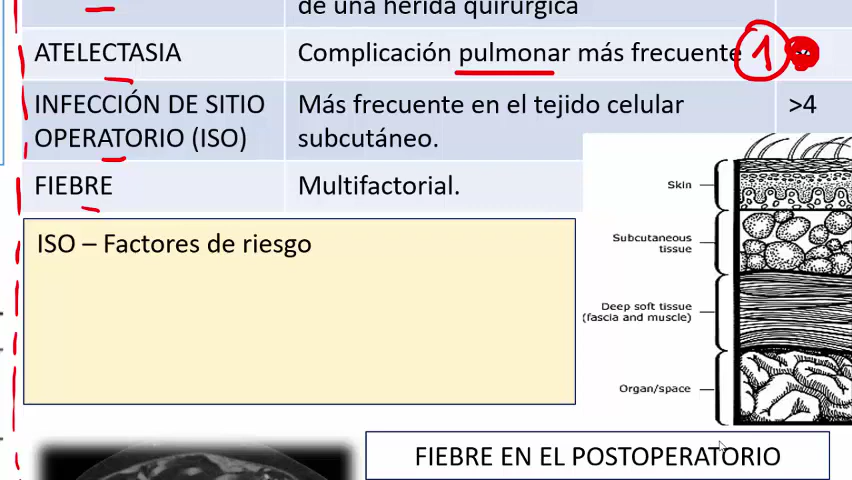 de una herida quirúrgica
ATELECTASIA
Complicación pulmonar más frecuente
1
INFECCIÓN DE SITIO
OPERATORIO (ISO)
Más frecuente en el tejido celular
subcutáneo.
>4
FIEBRE
Multifactorial.
ISO – Factores de riesgo
Skin
Subcutaneous
tissue
Deep soft tissue
(fascia and muscle)
Organ/space
FIEBRE EN EL POSTOPERATORIO